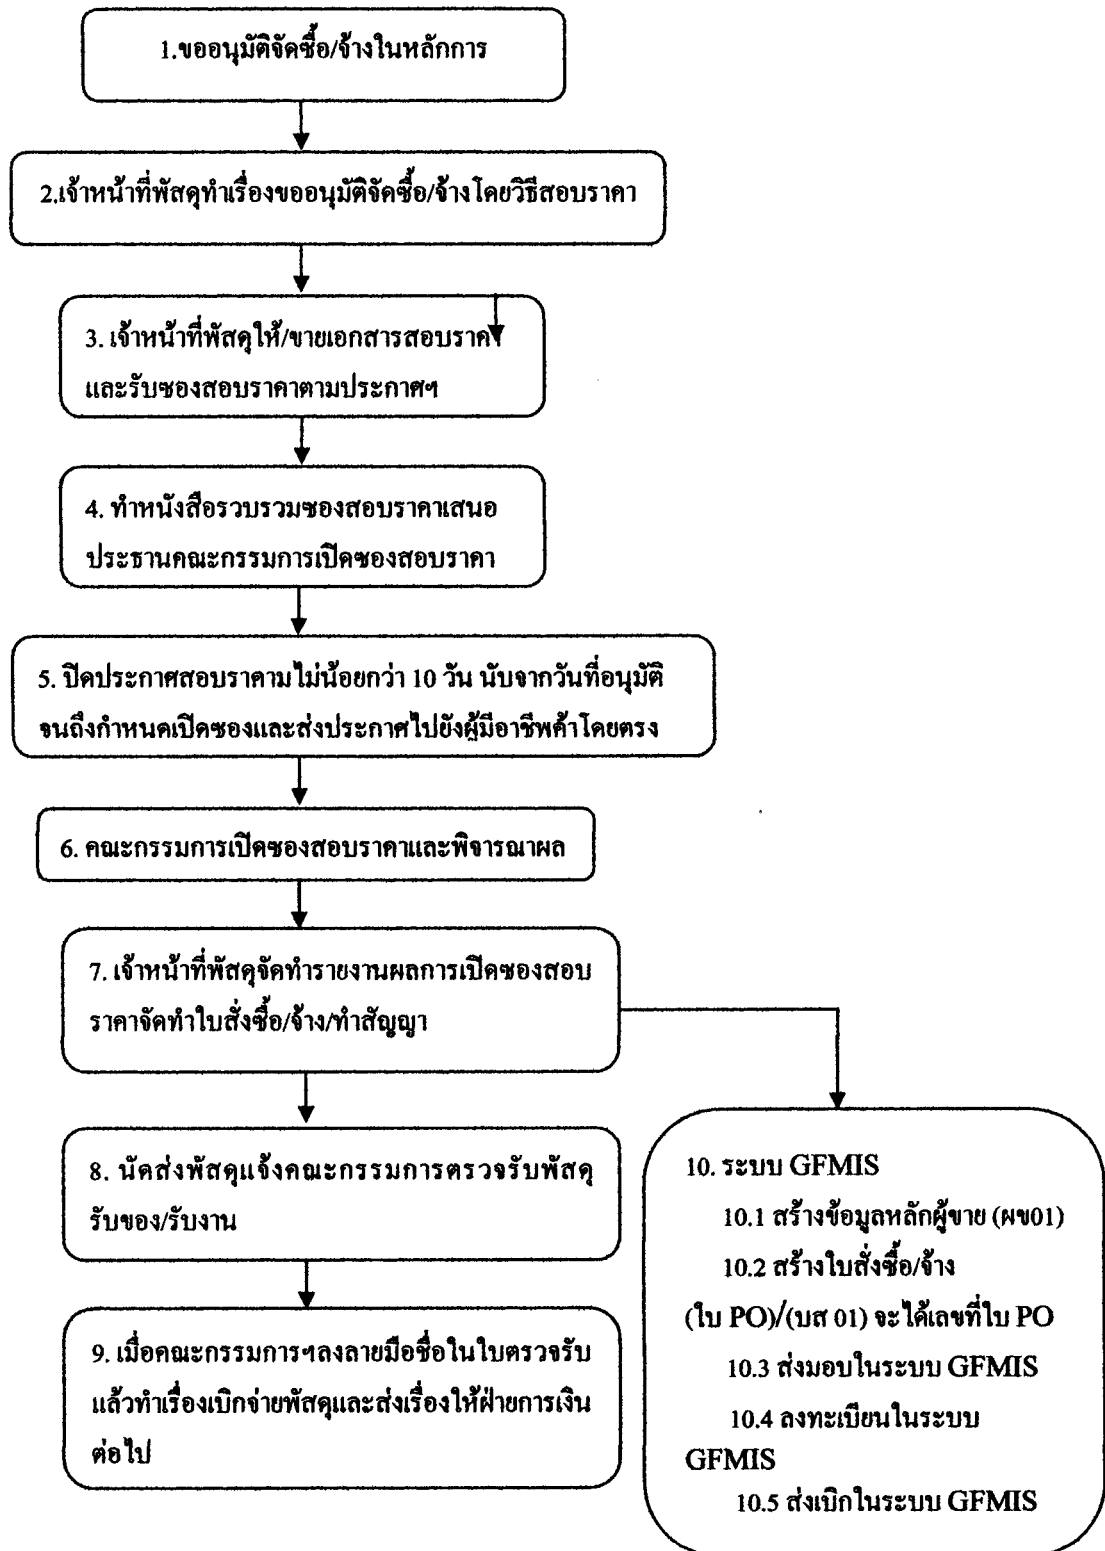 1.ขออนุมัติจัดซื้อ/จ้างในหลักการ
2.เจ้าหน้าที่พัสดุทำเรื่องขออนุมัติจัดซื้อ/จ้างโดยวิธีสอบราคา
3. เจ้าหน้าที่พัสดุให้/ขายเอกสารสอบราคา
และรับซองสอบราคาตามประกาศฯ
4. ทำหนังสือรวบรวมซองสอบราคาเสนอ
ประธานคณะกรรมการเปิดซองสอบราคา
5. ปิดประกาศสอบราคามไม่น้อยกว่า 10 วัน นับจากวันที่อนุมัติ
จนถึงกำหนดเปิดซองและส่งประกาศไปยังผู้มีอาชีพค้าโดยตรง
6. คณะกรรมการเปิดซองสอบราคาและพิจารณาผล
7. เจ้าหน้าที่พัสดุจัดทำรายงานผลการเปิดซองสอบ
ราคาจัดทำใบสั่งซื้อ/จ้าง/ทำสัญญา
8. นัดส่งพัสดุแจ้งคณะกรรมการตรวจรับพัสดุ
รับของ/รับงาน
9. เมื่อคณะกรรมการฯลงลายมือชื่อในใบตรวจรับ
แล้วทำเรื่องเบิกจ่ายพัสดุและส่งเรื่องให้ฝ่ายการเงิน
ต่อไป
10. ระบบ GFMIS
10.1 สร้างข้อมูลหลักผู้ขาย (ผข01)
10.2 สร้างใบสั่งซื้อ/จ้าง
(ใบ PO)/(บส 01) จะได้เลขที่ใบ PO
10.3 ส่งมอบในระบบ GFMIS
10.4 ลงทะเบียนในระบบ
GFMIS
10.5 ส่งเบิกในระบบ GFMIS